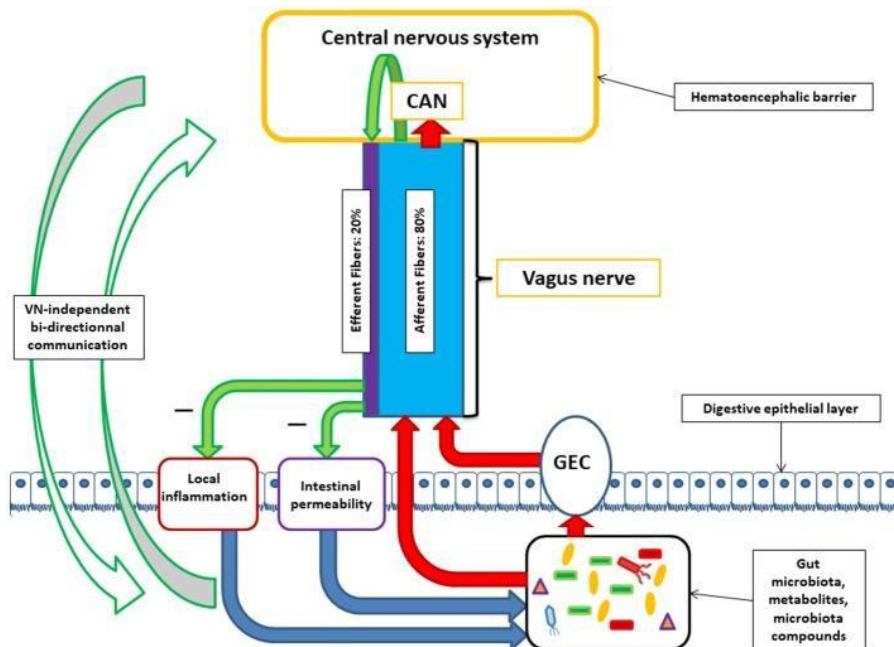 Central nervous system
CAN
Hematoencephalic barrier
Efferent Fibers: 20%
Afferent Fibers: 80%
Vagus nerve
VN-independent
bi-directionnal
communication
–
–
Digestive epithelial layer
GEC
Local
inflammation
Intestinal
permeability
Gut
microbiota,
metabolites,
microbiota
compounds